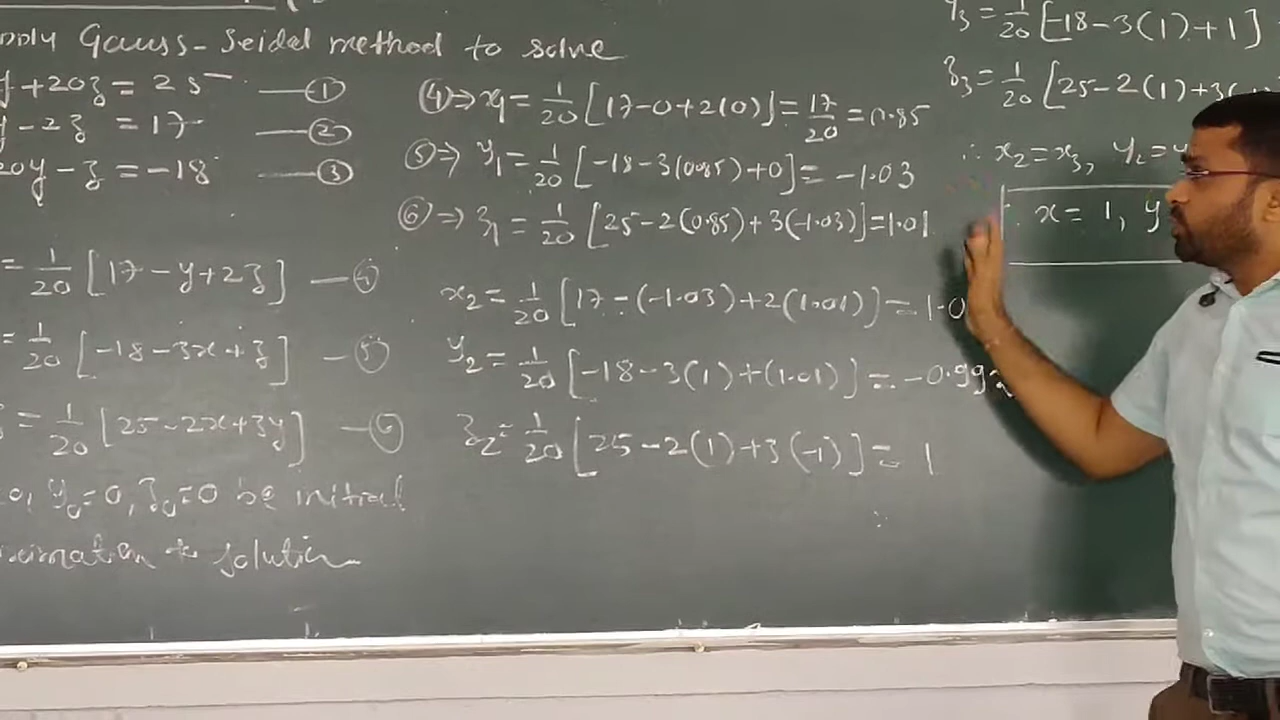 Gauss-Seidal method to solve
y+20z = 25 —①
y-2z = 17 —②
20y-z = -18 —③
= 1/20 [17-y+2z] —④
= 1/20 [-18-3x+z] —⑤
= 1/20 [25-2x+3y] —⑥
y₀=0, z₀=0 be initial
solution
④⇒ x₁ = 1/20 [17-0+2(0)] = 17/20 = 0.85
⑤⇒ y₁ = 1/20 [-18-3(0.85)+0] = -1.03
⑥⇒ z₁ = 1/20 [25-2(0.85)+3(-1.03)] = 1.01
x₂ = 1/20 [17-(-1.03)+2(1.01)] = 1.0
y₂ = 1/20 [-18-3(1)+(1.01)] = -0.99
z₂ = 1/20 [25-2(1)+3(-1)] = 1
y₃ = 1/20 [-18-3(1)+1] =
z₃ = 1/20 [25-2(1)+3(
∴ x₂=x₃, y₂=y
∴ x = 1, y